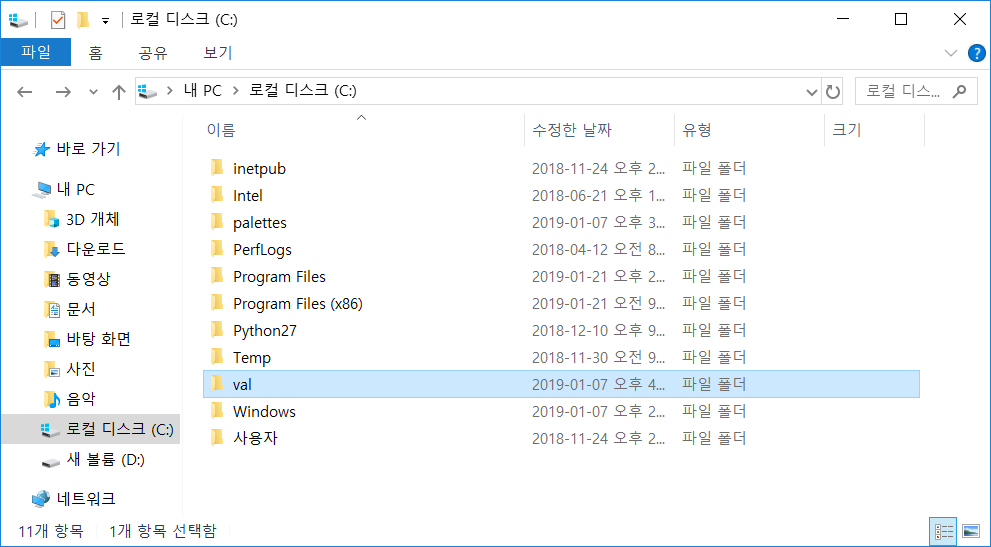 로컬 디스크 (C:)
파일 홈 공유 보기
내 PC 로컬 디스크 (C:) 로컬 디스...
이름 수정한 날짜 유형 크기
바로 가기
내 PC
3D 개체
다운로드
동영상
문서
바탕 화면
사진
음악
로컬 디스크 (C:)
새 볼륨 (D:)
네트워크
inetpub 2018-11-24 오후 2... 파일 폴더
Intel 2018-06-21 오후 1... 파일 폴더
palettes 2019-01-07 오후 3... 파일 폴더
PerfLogs 2018-04-12 오전 8... 파일 폴더
Program Files 2019-01-21 오후 2... 파일 폴더
Program Files (x86) 2019-01-21 오전 9... 파일 폴더
Python27 2018-12-10 오후 9... 파일 폴더
Temp 2018-11-30 오전 9... 파일 폴더
val 2019-01-07 오후 4... 파일 폴더
Windows 2019-01-07 오후 2... 파일 폴더
사용자 2018-11-24 오후 2... 파일 폴더
11개 항목 1개 항목 선택함